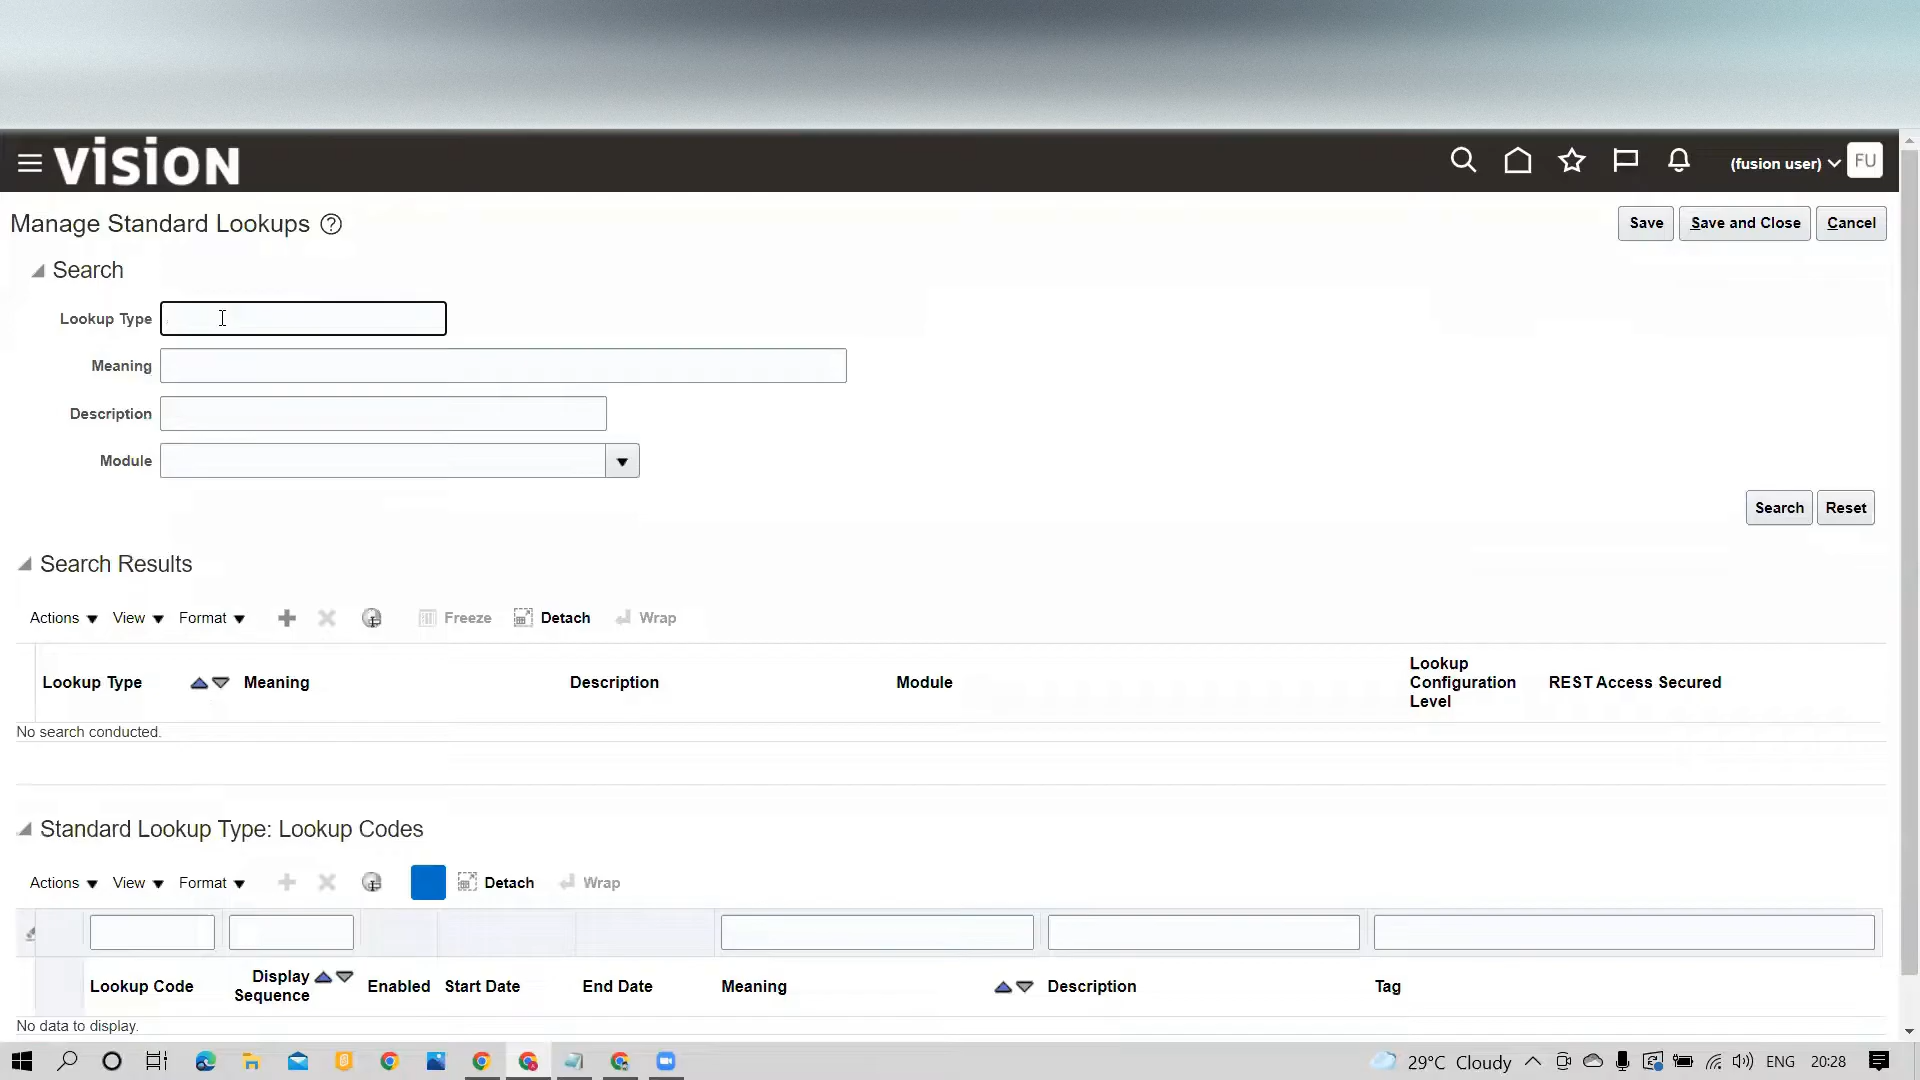 vision
(fusion user)
FU
Manage Standard Lookups
?
Save
Save and Close
Cancel
Search
Lookup Type
Meaning
Description
Module
Search
Reset
Search Results
Actions
View
Format
Freeze
Detach
Wrap
Lookup Type
Meaning
Description
Module
Lookup
Configuration
Level
REST Access Secured
No search conducted.
Standard Lookup Type: Lookup Codes
Actions
View
Format
Detach
Wrap
Lookup Code
Display
Sequence
Enabled
Start Date
End Date
Meaning
Description
Tag
No data to display.
29°C Cloudy
ENG
20:28